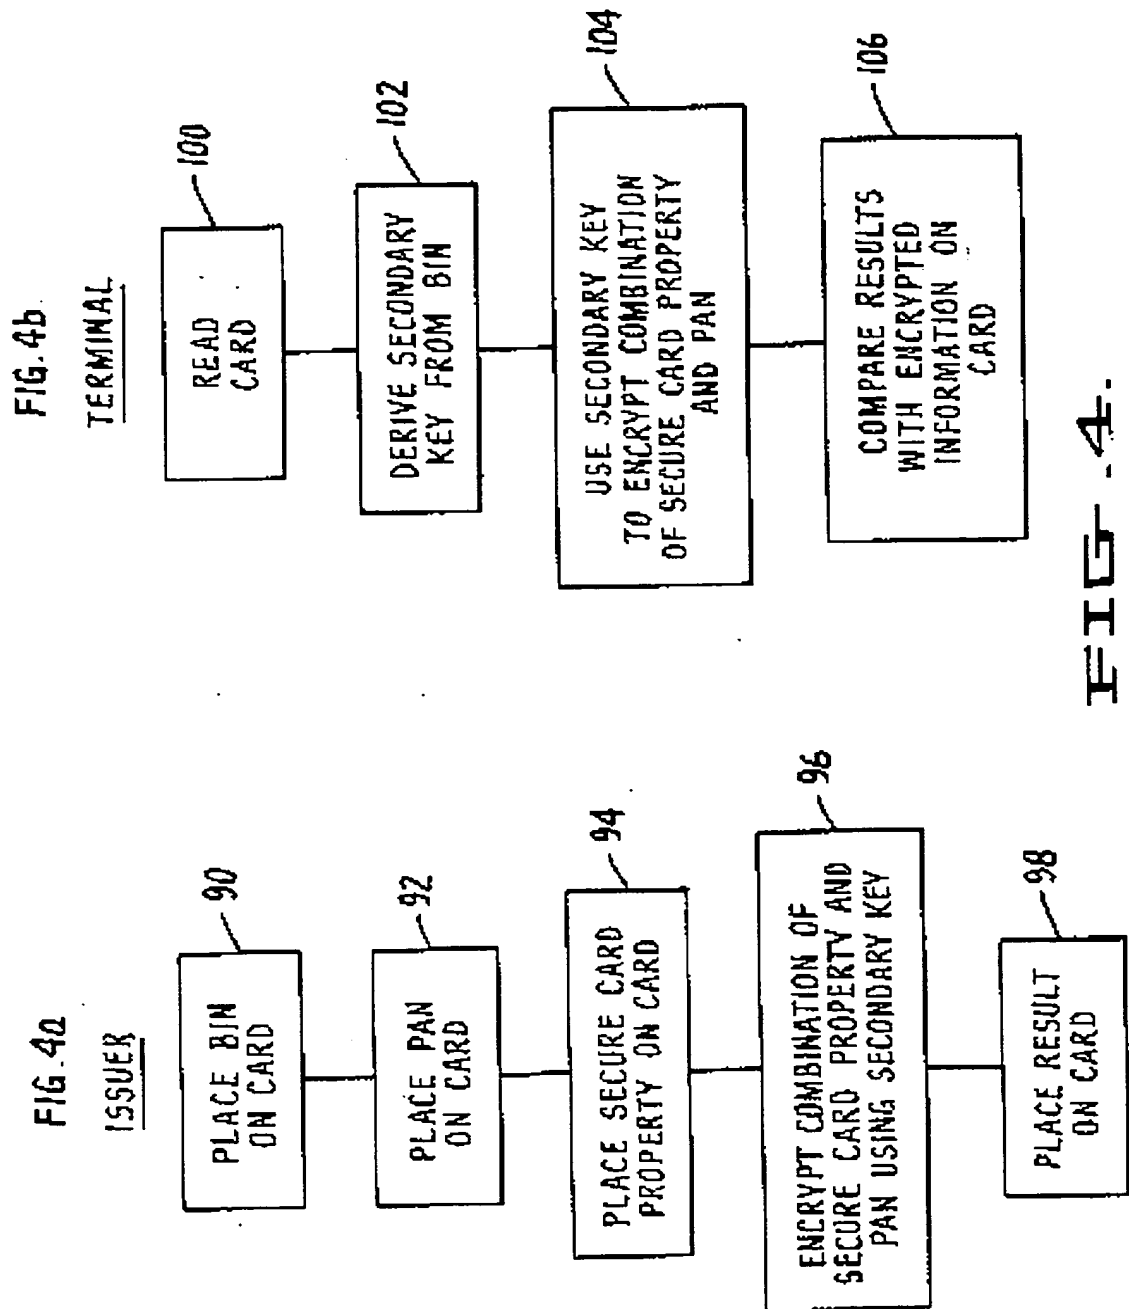 FIG. 4a
ISSUER
PLACE BIN
ON CARD
90
PLACE PAN
ON CARD
92
PLACE SECURE CARD
PROPERTY ON CARD
94
ENCRYPT COMBINATION OF
SECURE CARD PROPERTY AND
PAN USING SECONDARY KEY
96
PLACE RESULT
ON CARD
98
FIG. 4b
TERMINAL
READ
CARD
100
DERIVE SECONDARY
KEY FROM BIN
102
USE SECONDARY KEY
TO ENCRYPT COMBINATION
OF SECURE CARD PROPERTY
AND PAN
104
COMPARE RESULTS
WITH ENCRYPTED
INFORMATION ON
CARD
106
FIG. 4.